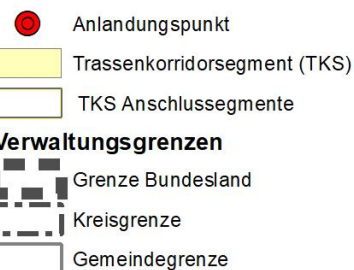 Anlandungspunkt
Trassenkorridorsegment (TKS)
TKS Anschlussegmente
Verwaltungsgrenzen
Grenze Bundesland
Kreisgrenze
Gemeindegrenze